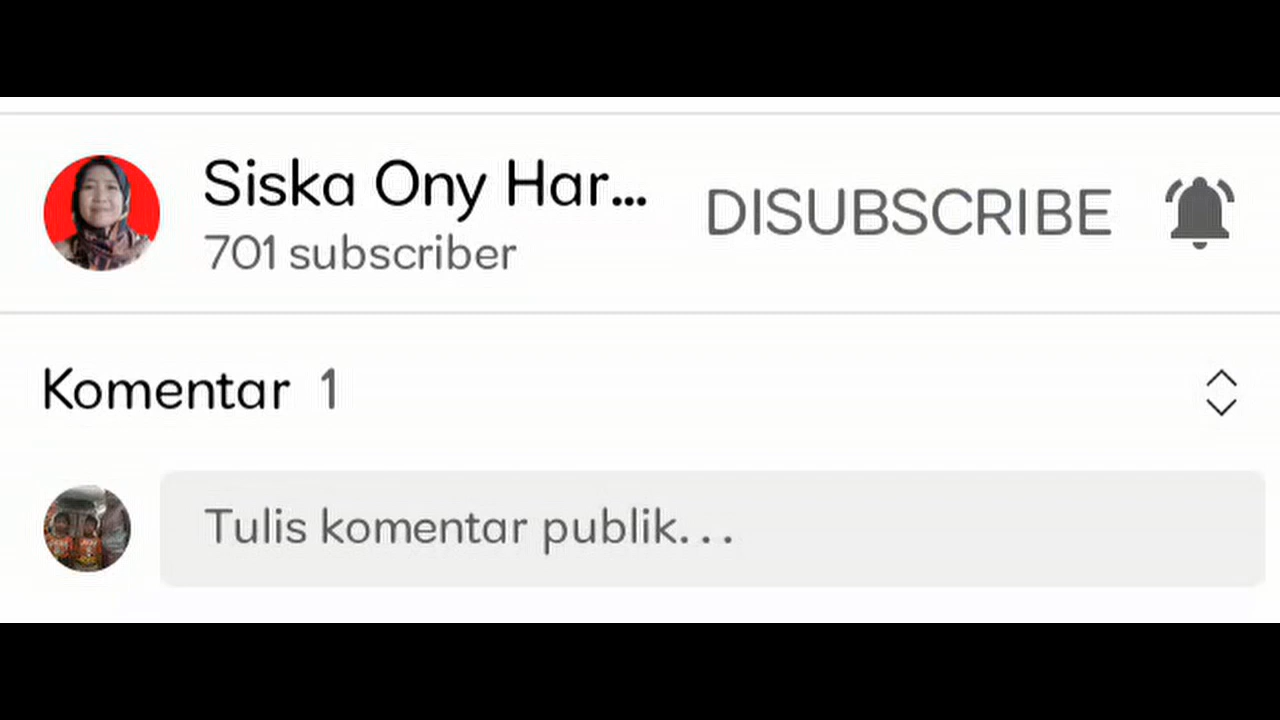 Siska Ony Har...
701 subscriber
DISUBSCRIBE
Komentar 1
Tulis komentar publik...